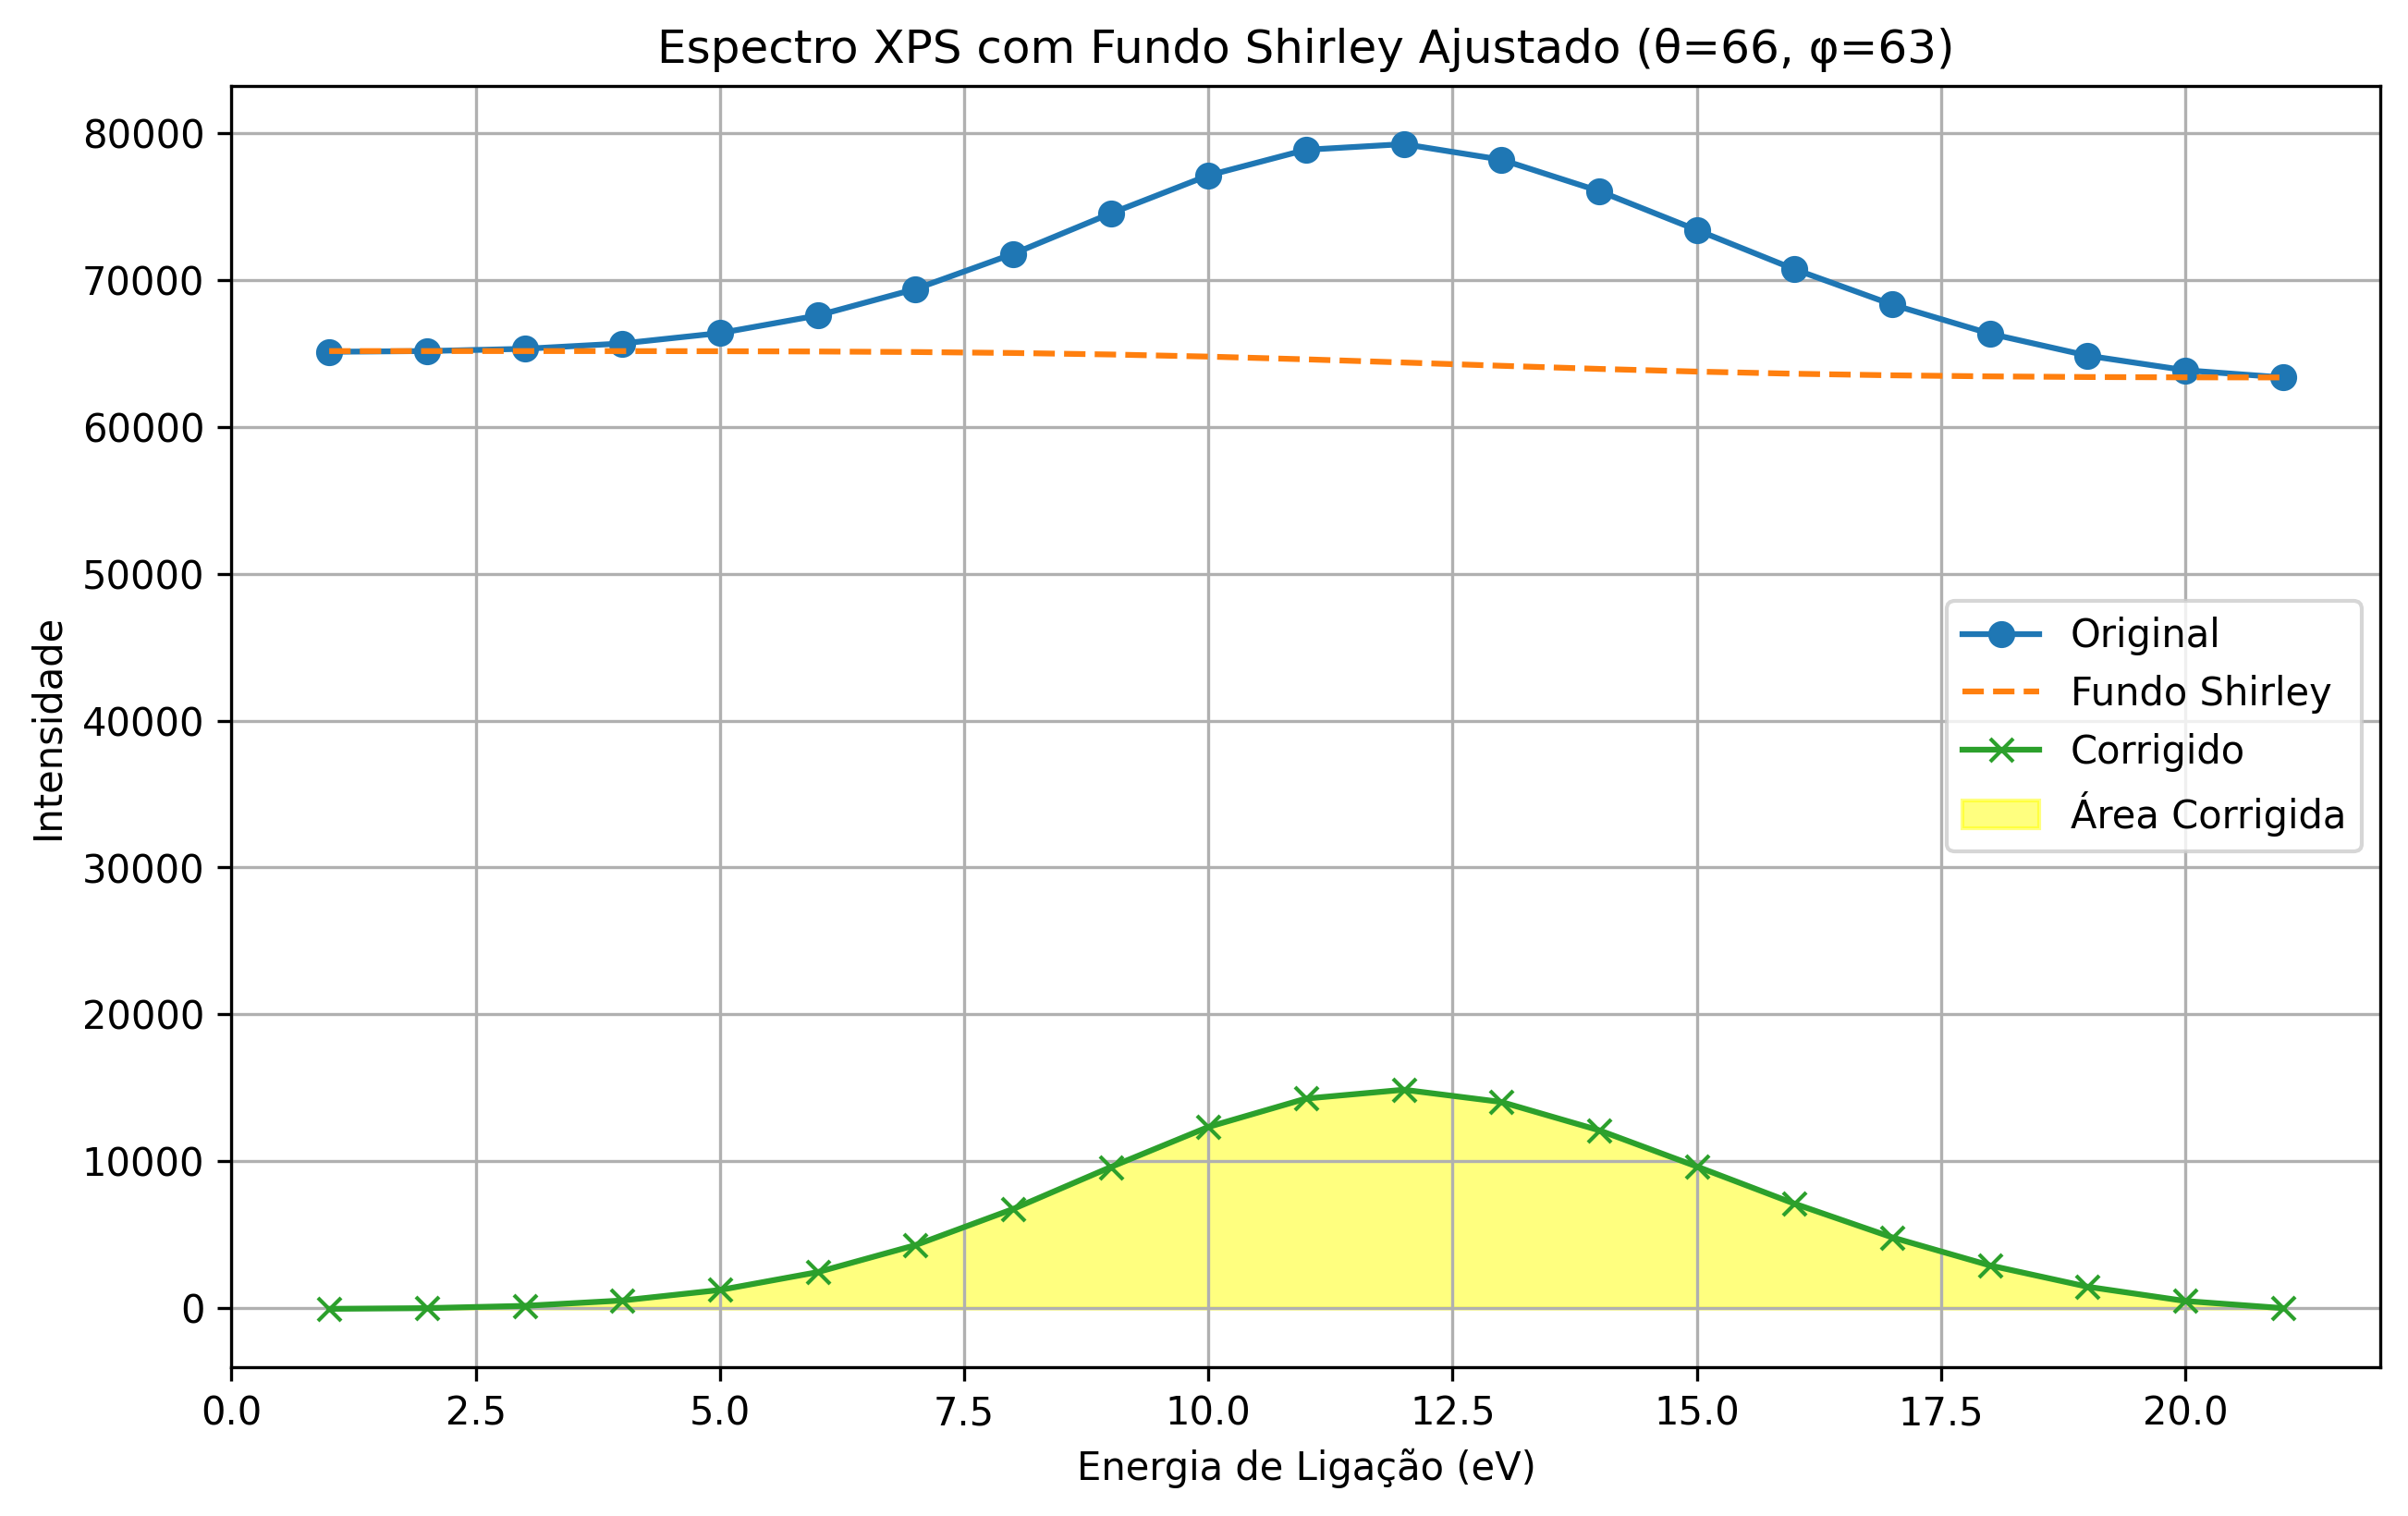 Espectro XPS com Fundo Shirley Ajustado (θ=66, φ=63)
80000
70000
60000
50000
40000
30000
20000
10000
0
Intensidade
Original
Fundo Shirley
Corrigido
Área Corrigida
0.0 2.5 5.0 7.5 10.0 12.5 15.0 17.5 20.0
Energia de Ligação (eV)